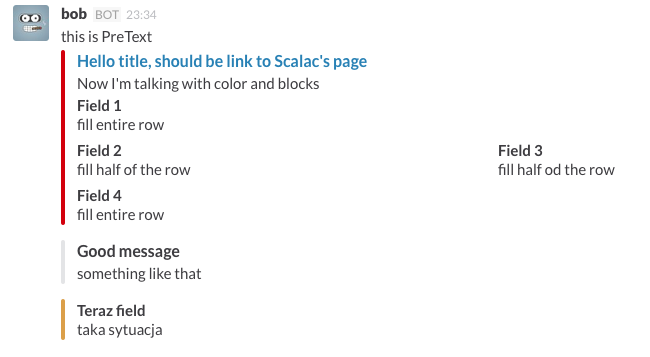 bob BOT 23:34
this is PreText
Hello title, should be link to Scalac's page
Now I'm talking with color and blocks
Field 1
fill entire row
Field 2 Field 3
fill half of the row fill half od the row
Field 4
fill entire row
Good message
something like that
Teraz field
taka sytuacja